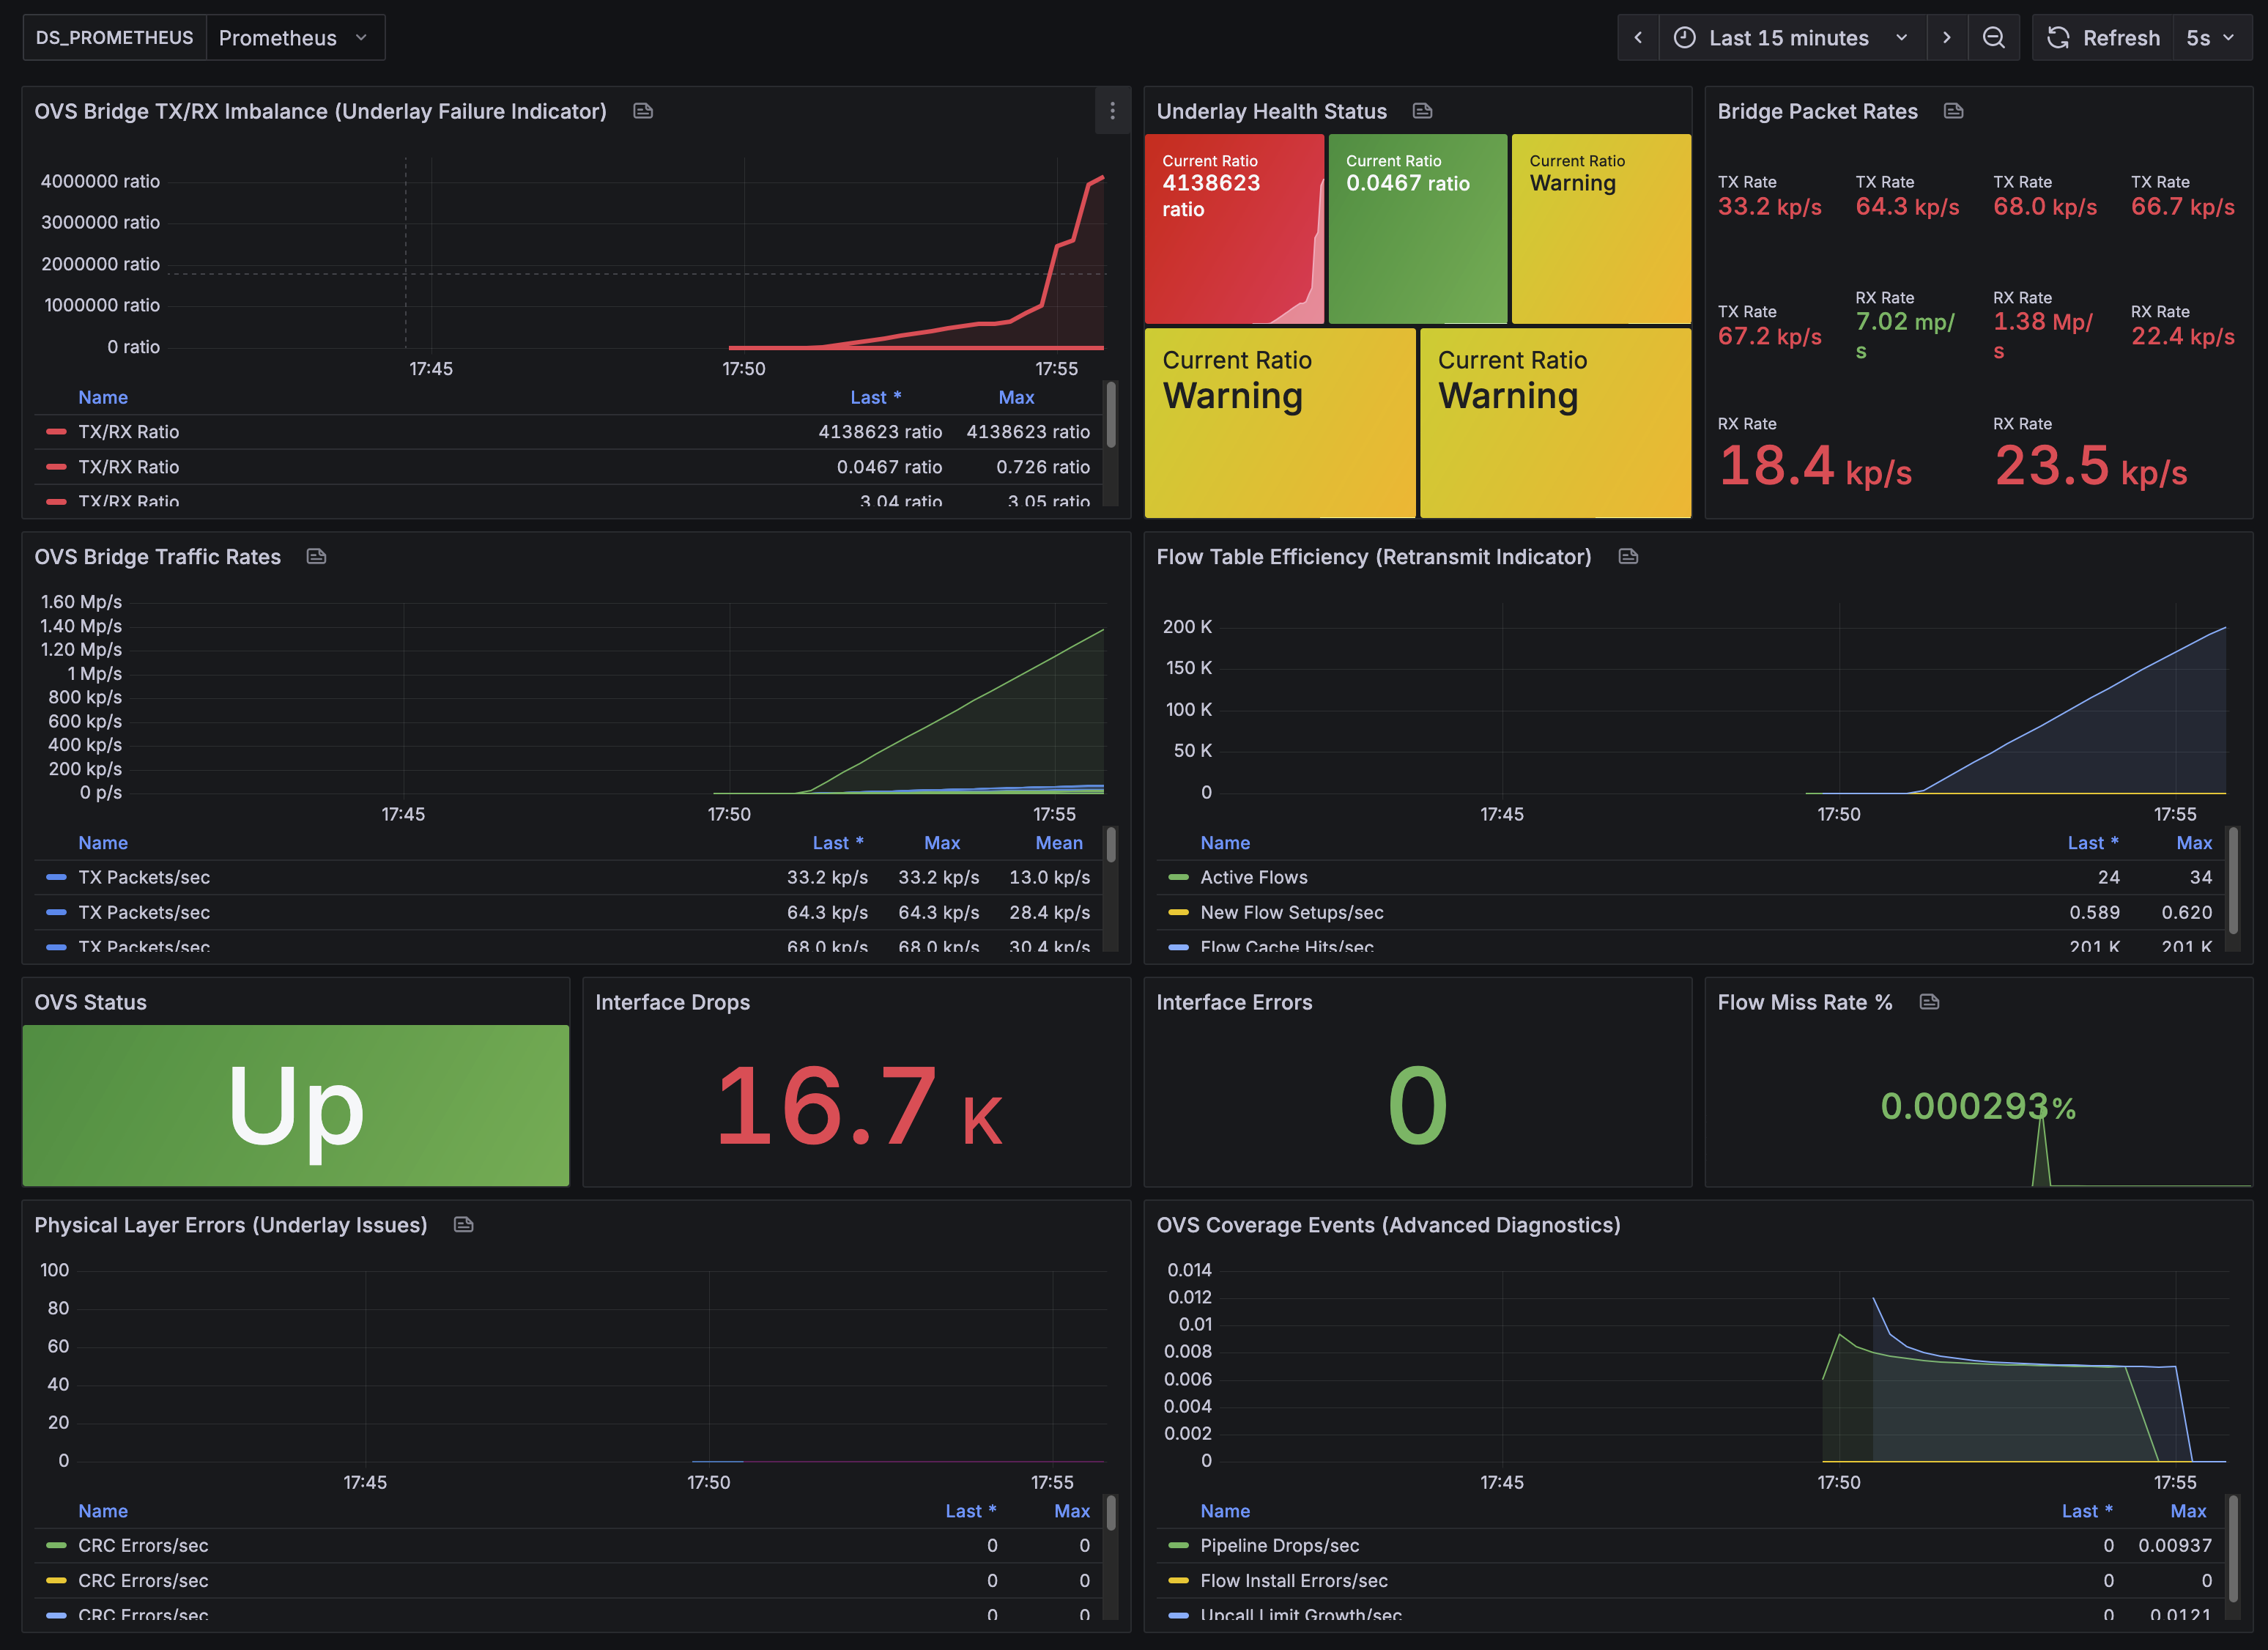 DS_PROMETHEUS Prometheus
Last 15 minutes Refresh 5s
OVS Bridge TX/RX Imbalance (Underlay Failure Indicator)
4000000 ratio
3000000 ratio
2000000 ratio
1000000 ratio
0 ratio
17:45 17:50 17:55
Name Last * Max
TX/RX Ratio 4138623 ratio 4138623 ratio
TX/RX Ratio 0.0467 ratio 0.726 ratio
TX/RX Ratio 3.04 ratio 3.05 ratio
Underlay Health Status
Current Ratio
4138623
ratio
Current Ratio
0.0467 ratio
Current Ratio
Warning
Current Ratio
Warning
Current Ratio
Warning
Bridge Packet Rates
TX Rate
33.2 kp/s
TX Rate
64.3 kp/s
TX Rate
68.0 kp/s
TX Rate
66.7 kp/s
TX Rate
67.2 kp/s
RX Rate
7.02 mp/
s
RX Rate
1.38 Mp/
s
RX Rate
22.4 kp/s
RX Rate
18.4 kp/s
RX Rate
23.5 kp/s
OVS Bridge Traffic Rates
1.60 Mp/s
1.40 Mp/s
1.20 Mp/s
1 Mp/s
800 kp/s
600 kp/s
400 kp/s
200 kp/s
0 p/s
17:45 17:50 17:55
Name Last * Max Mean
TX Packets/sec 33.2 kp/s 33.2 kp/s 13.0 kp/s
TX Packets/sec 64.3 kp/s 64.3 kp/s 28.4 kp/s
TX Packets/sec 68.0 kp/s 68.0 kp/s 30.4 kp/s
Flow Table Efficiency (Retransmit Indicator)
200 K
150 K
100 K
50 K
0
17:45 17:50 17:55
Name Last * Max
Active Flows 24 34
New Flow Setups/sec 0.589 0.620
Flow Cache Hits/sec 201 K 201 K
OVS Status
Up
Interface Drops
16.7 K
Interface Errors
0
Flow Miss Rate %
0.000293%
Physical Layer Errors (Underlay Issues)
100
80
60
40
20
0
17:45 17:50 17:55
Name Last * Max
CRC Errors/sec 0 0
CRC Errors/sec 0 0
CRC Errors/sec 0 0
OVS Coverage Events (Advanced Diagnostics)
0.014
0.012
0.01
0.008
0.006
0.004
0.002
0
17:45 17:50 17:55
Name Last * Max
Pipeline Drops/sec 0 0.00937
Flow Install Errors/sec 0 0
Upcall Limit Growth/sec 0 0.0121